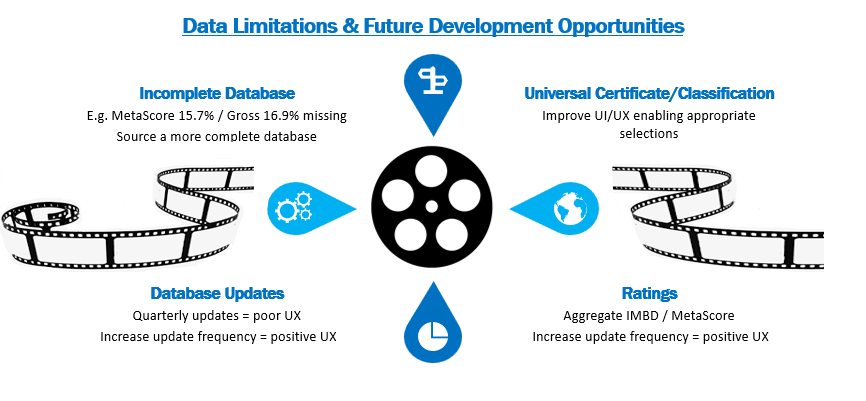 Data Limitations & Future Development Opportunities
Incomplete Database
E.g. MetaScore 15.7% / Gross 16.9% missing
Source a more complete database
Universal Certificate/Classification
Improve UI/UX enabling appropriate
selections
Database Updates
Quarterly updates = poor UX
Increase update frequency = positive UX
Ratings
Aggregate IMBD / MetaScore
Increase update frequency = positive UX